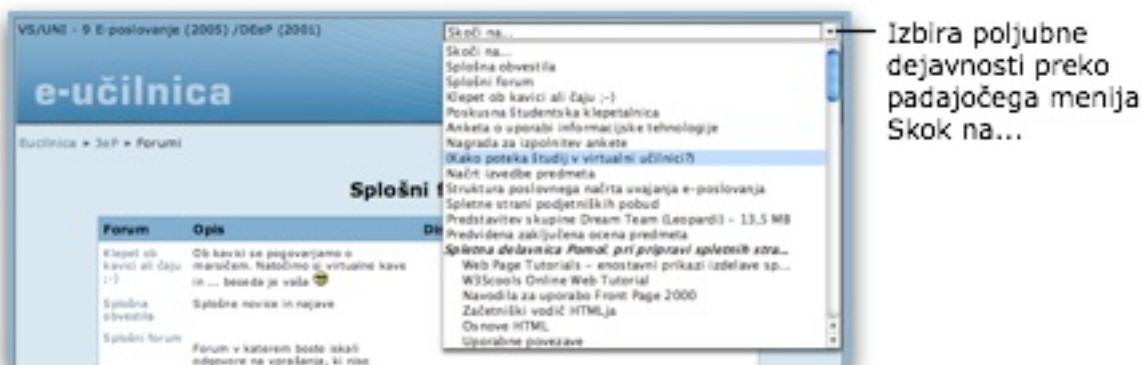 VS/UNI - 9 E-poslovanje (2005) /DEeP (2001)
Skoči na...
e-učilnica
Eucilnica ▸ 3eP ▸ Forumi
Splošni f
Forum Opis Di
Klepet ob
kavici ali čaju
:-)
Ob kavici se pogovarjamo o
marsičem. Natočimo si virtualne kave
in ... beseda je vaša
Splošna
obvestila
Splošne novice in najave
Splošni forum
Forum v katerem boste iskali
odgovore na vprašanja, ki niso
Skoči na...
Splošna obvestila
Splošni forum
Klepet ob kavici ali čaju ;-)
Poskusna študentska klepetalnica
Anketa o uporabi informacijske tehnologije
Nagrada za izpolnitev ankete
(Kako poteka študij v virtualni učilnici?)
Načrt izvedbe predmeta
Struktura poslovnega načrta uvajanja e-poslovanja
Spletne strani podjetniških pobud
Predstavitev skupine Dream Team (Leopardi) - 13,5 MB
Predvidena zaključena ocena predmeta
Spletna delavnica Pomoč pri pripravi spletnih stra...
Web Page Tutorials - enostavni prikazi izdelave sp...
W3Scools Online Web Tutorial
Navodila za uporabo Front Page 2000
Začetniški vodič HTMLja
Osnove HTML
Uporabne povezave
Izbira poljubne
dejavnosti preko
padajočega menija
Skok na...